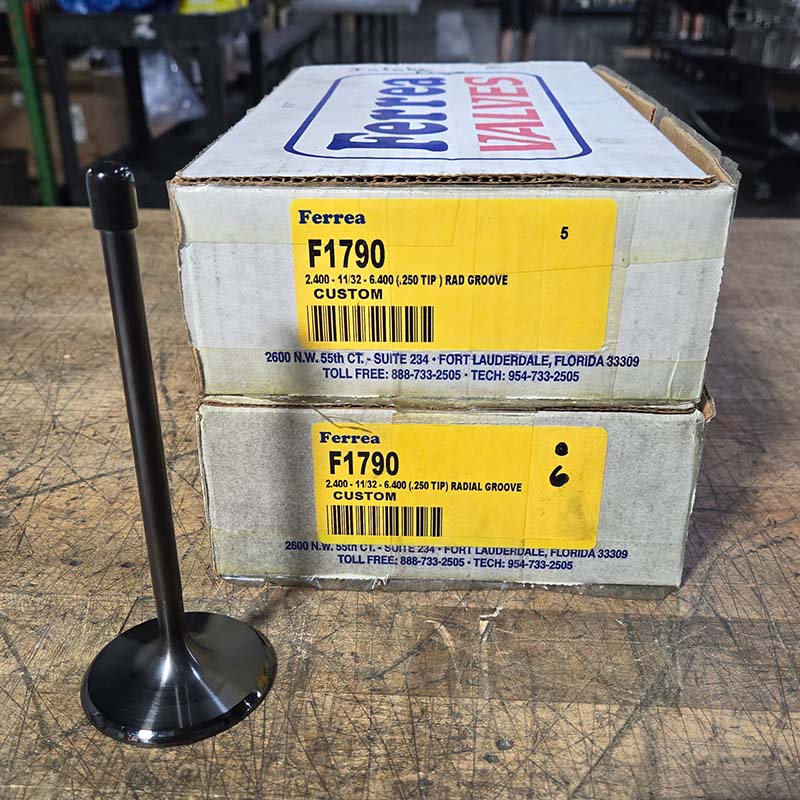 Ferrea
VALVES
Ferrea
5
F1790
2.400 - 11/32 - 6.400 (.250 TIP ) RAD GROOVE
CUSTOM
2600 N.W. 55th CT. - SUITE 234 • FORT LAUDERDALE, FLORIDA 33309
TOLL FREE: 888-733-2505 • TECH: 954-733-2505
Ferrea
F1790
6
2.400 - 11/32 - 6.400 (.250 TIP) RADIAL GROOVE
CUSTOM
2600 N.W. 55th CT. - SUITE 234 • FORT LAUDERDALE, FLORIDA 33309
TOLL FREE: 888-733-2505 • TECH: 954-733-2505